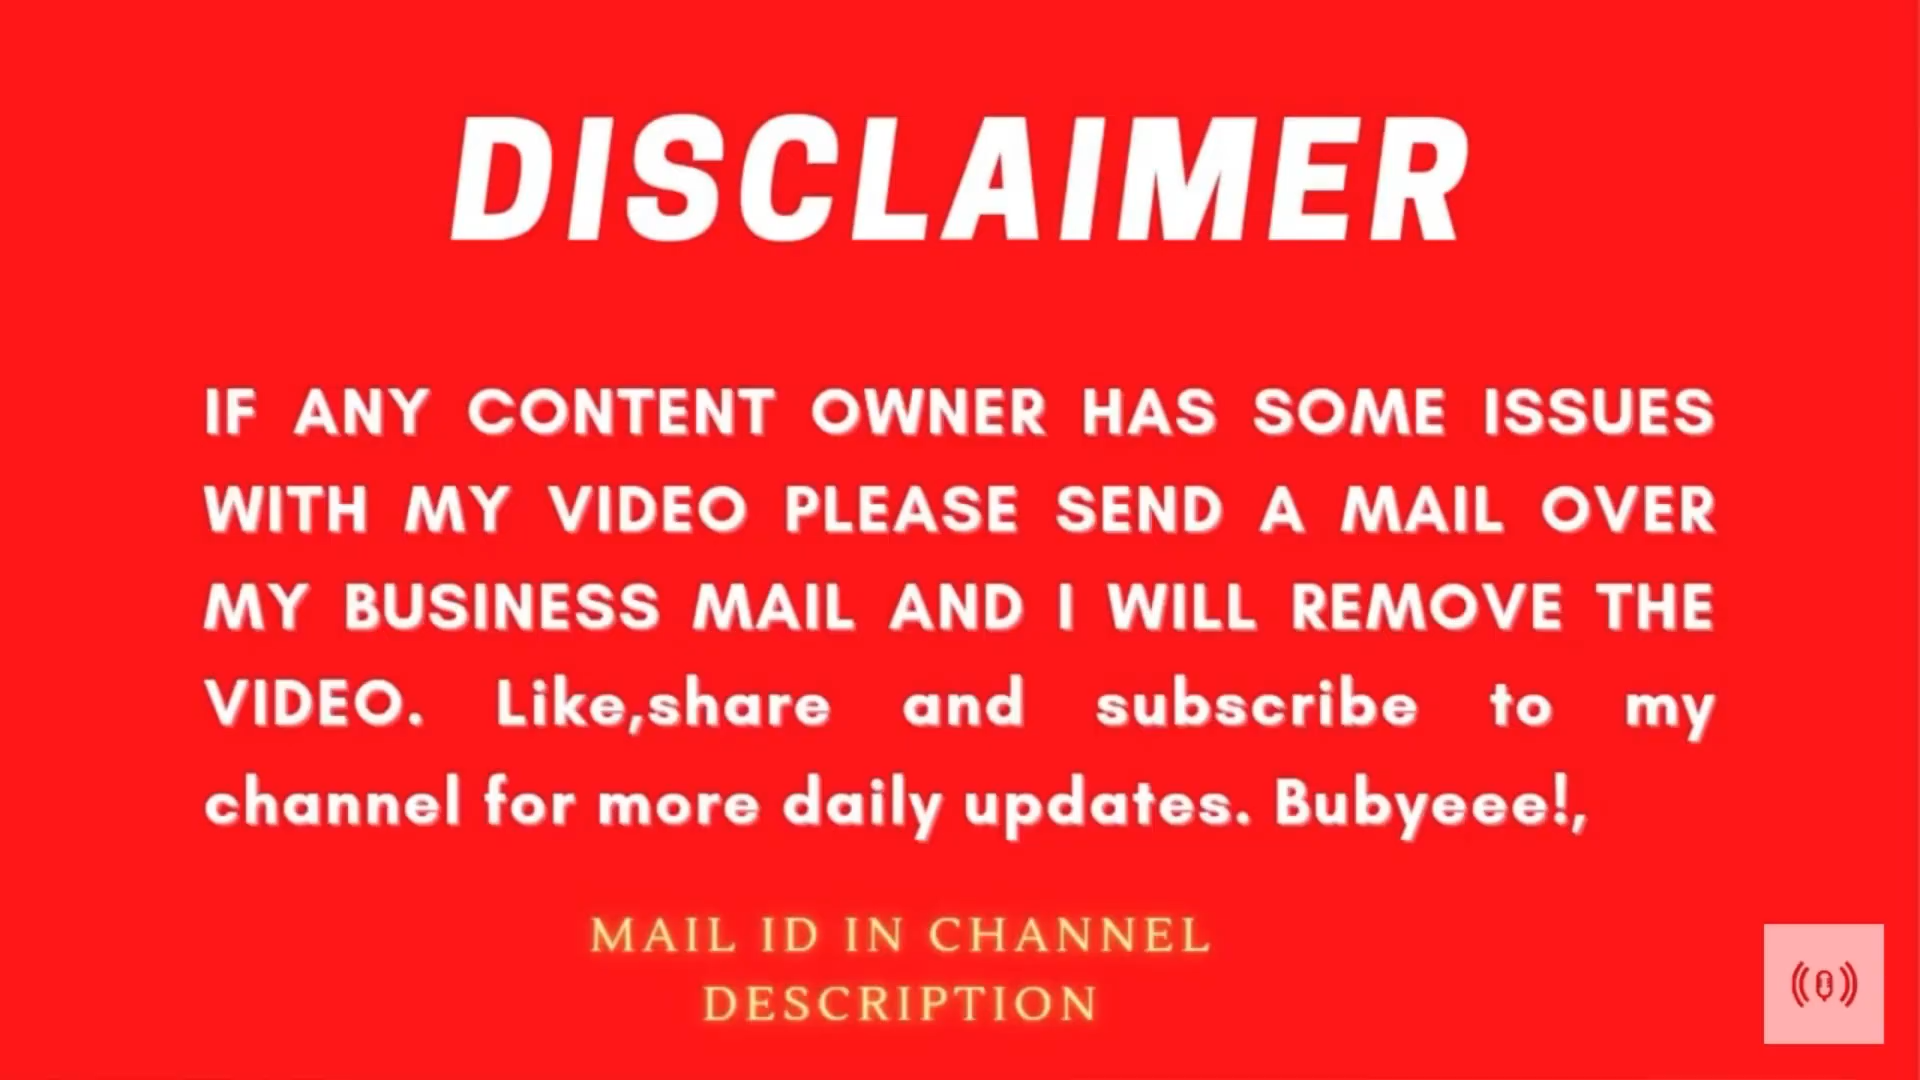 DISCLAIMER
IF ANY CONTENT OWNER HAS SOME ISSUES
WITH MY VIDEO PLEASE SEND A MAIL OVER
MY BUSINESS MAIL AND I WILL REMOVE THE
VIDEO. Like,share and subscribe to my
channel for more daily updates. Bubyeee!,
MAIL ID IN CHANNEL
DESCRIPTION